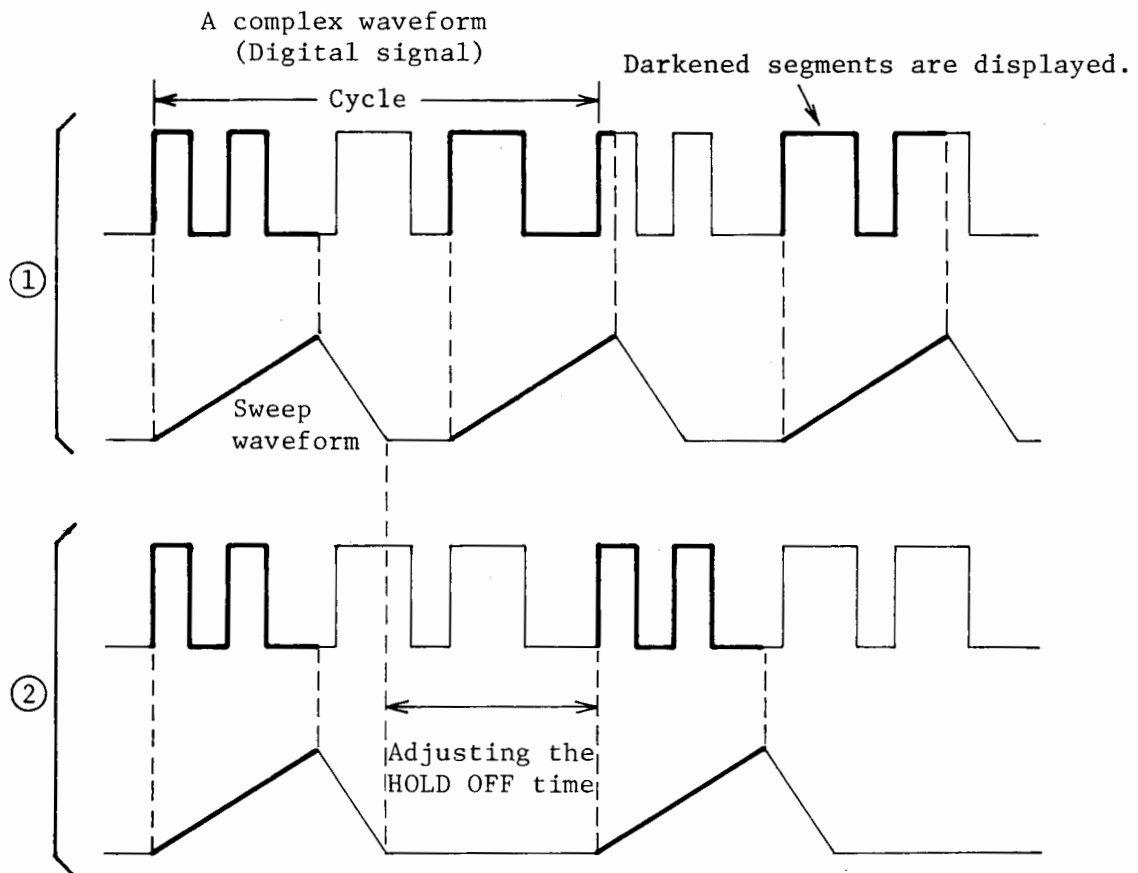 A complex waveform
(Digital signal)
Darkened segments are displayed.
Cycle
①
Sweep
waveform
②
Adjusting the
HOLD OFF time